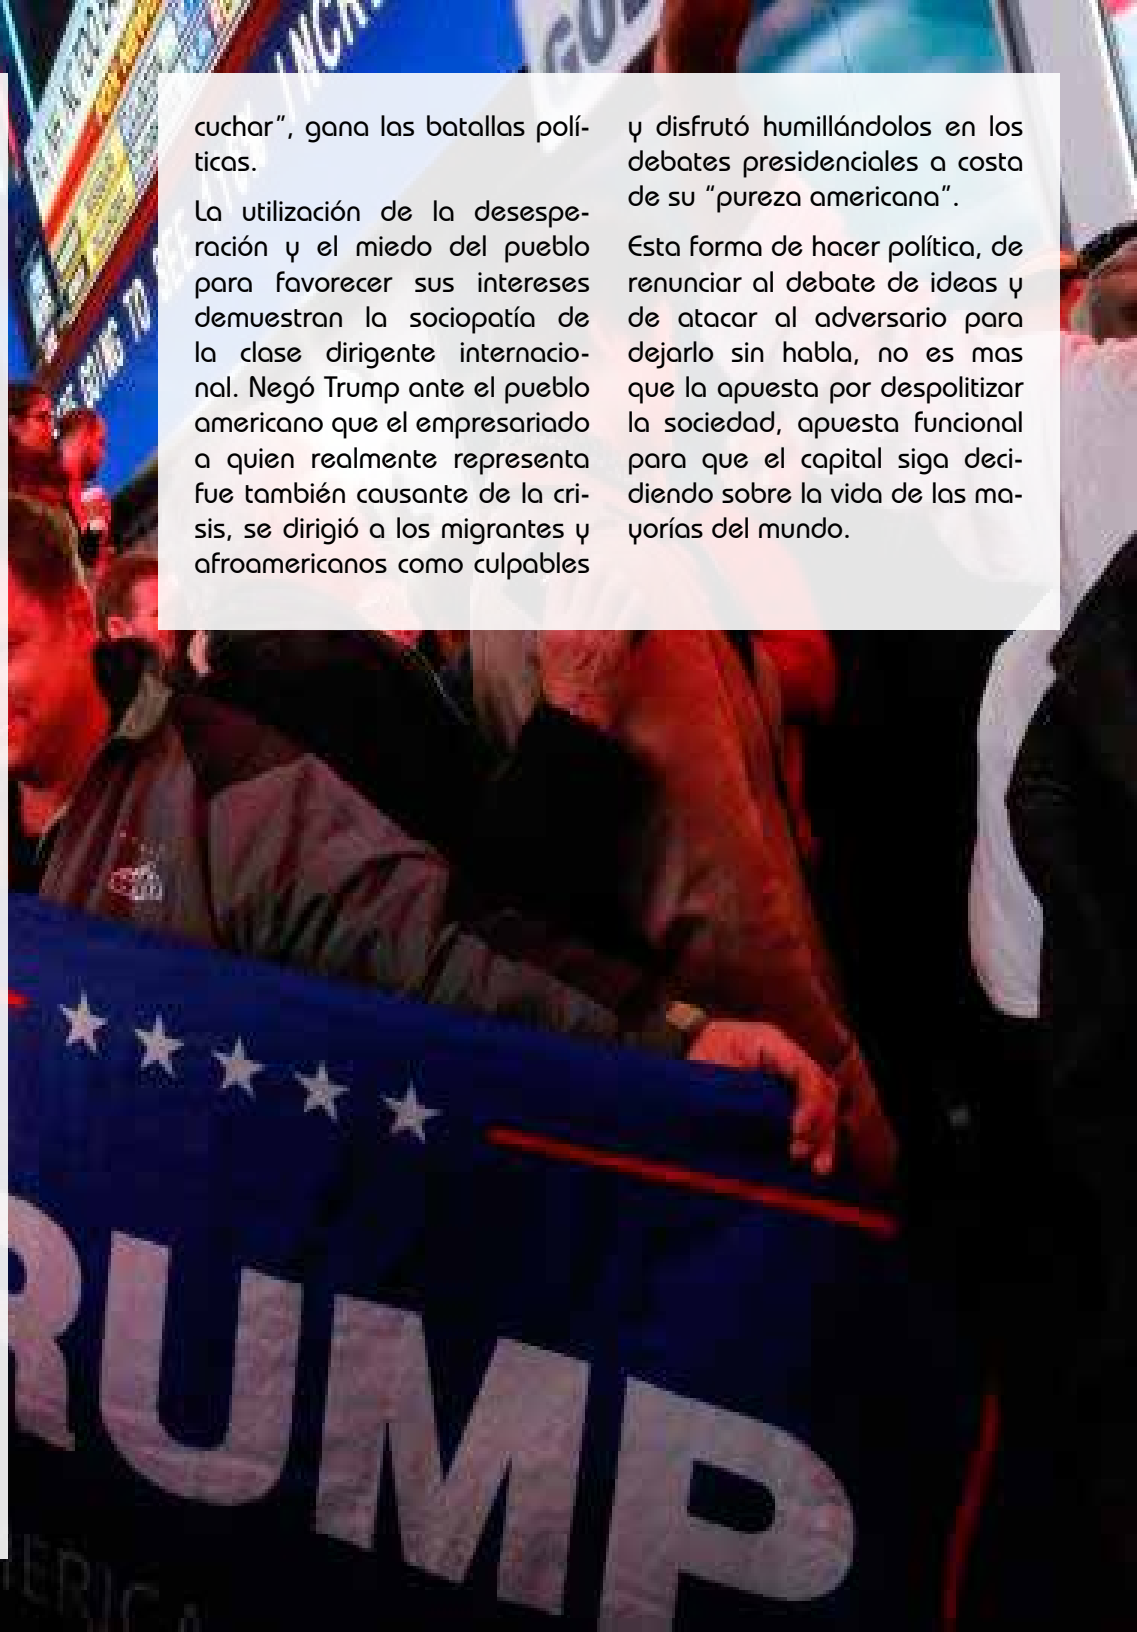 cuchar”, gana las batallas polí-
ticas.
La utilización de la desespe-
ración y el miedo del pueblo
para favorecer sus intereses
demuestran la sociopatía de
la clase dirigente internacio-
nal. Negó Trump ante el pueblo
americano que el empresariado
a quien realmente representa
fue también causante de la cri-
sis, se dirigió a los migrantes y
afroamericanos como culpables
y disfrutó humillándolos en los
debates presidenciales a costa
de su “pureza americana”.
Esta forma de hacer política, de
renunciar al debate de ideas y
de atacar al adversario para
dejarlo sin habla, no es mas
que la apuesta por despolitizar
la sociedad, apuesta funcional
para que el capital siga deci-
diendo sobre la vida de las ma-
yorías del mundo.
GOING TO SEE
RUMP
ERICA